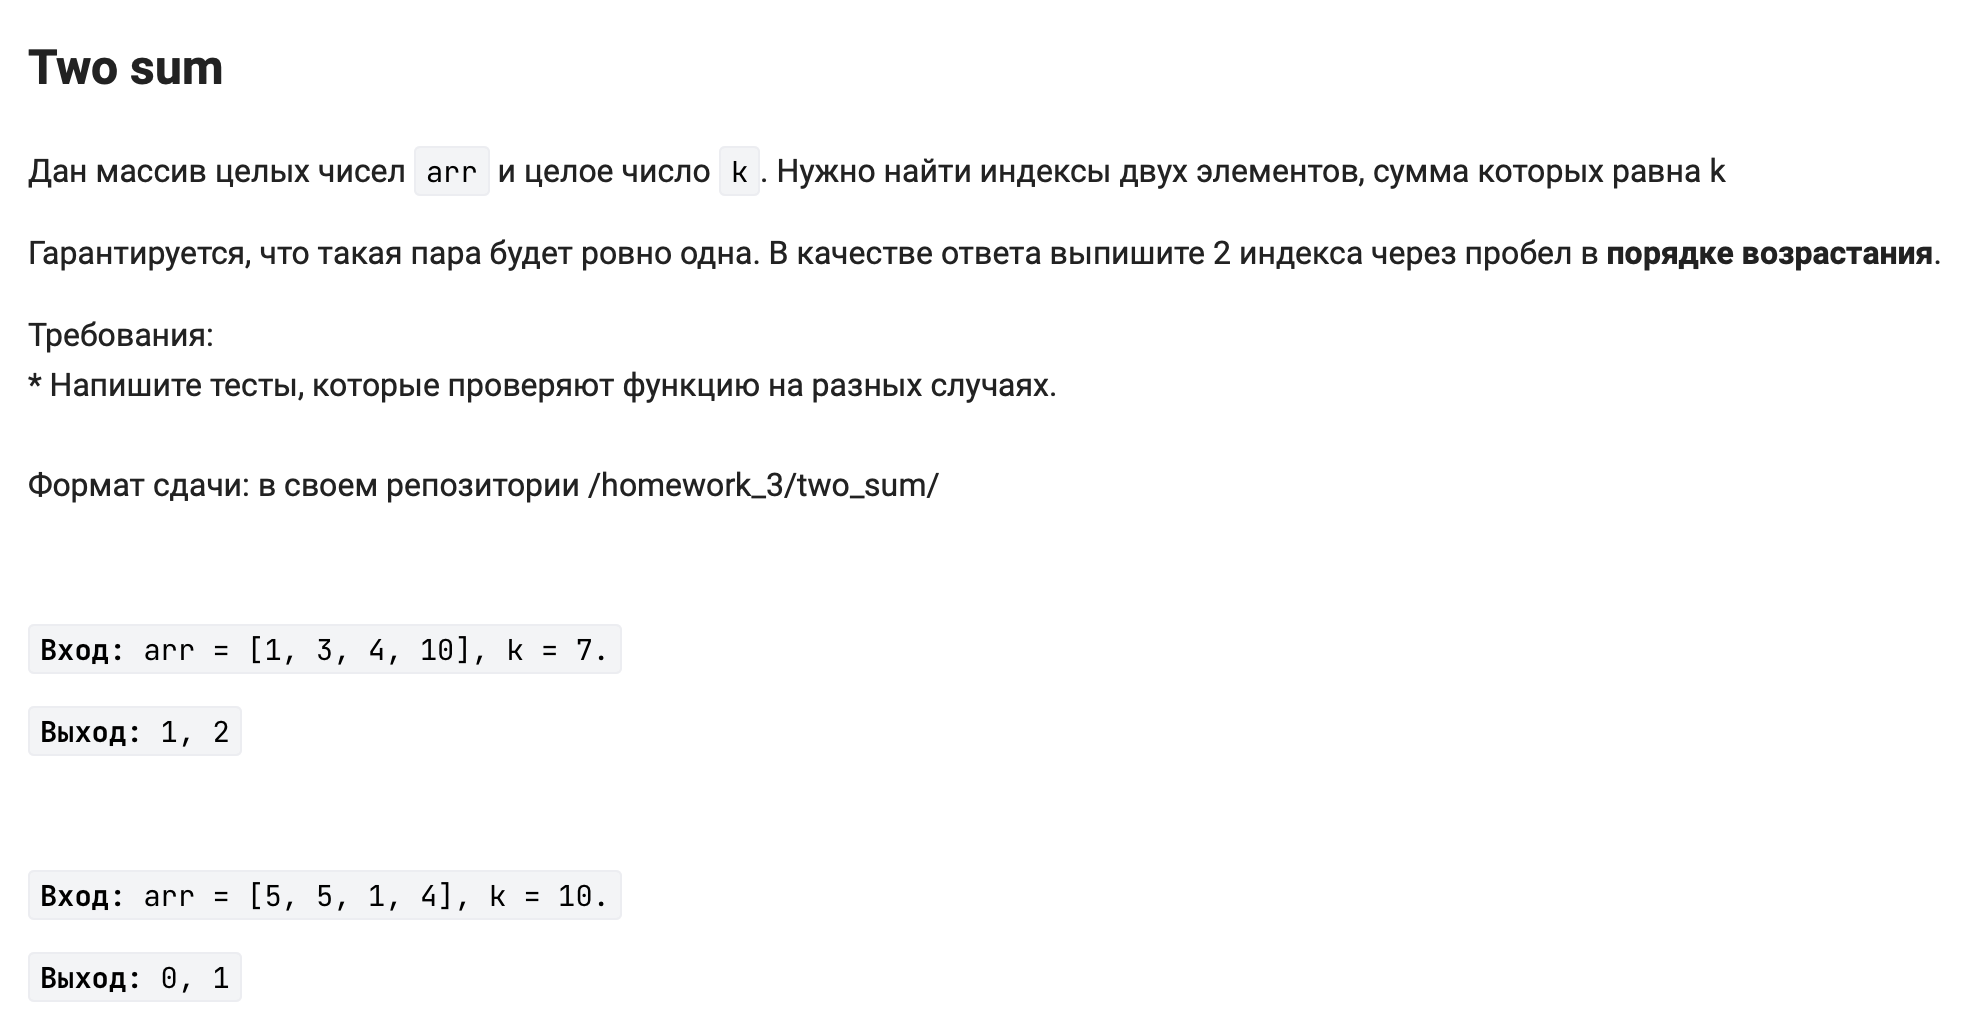 Two sum
Дан массив целых чисел arr и целое число k. Нужно найти индексы двух элементов, сумма которых равна k
Гарантируется, что такая пара будет ровно одна. В качестве ответа выпишите 2 индекса через пробел в порядке возрастания.
Требования:
* Напишите тесты, которые проверяют функцию на разных случаях.
Формат сдачи: в своем репозитории /homework_3/two_sum/
Вход: arr = [1, 3, 4, 10], k = 7.
Выход: 1, 2
Вход: arr = [5, 5, 1, 4], k = 10.
Выход: 0, 1